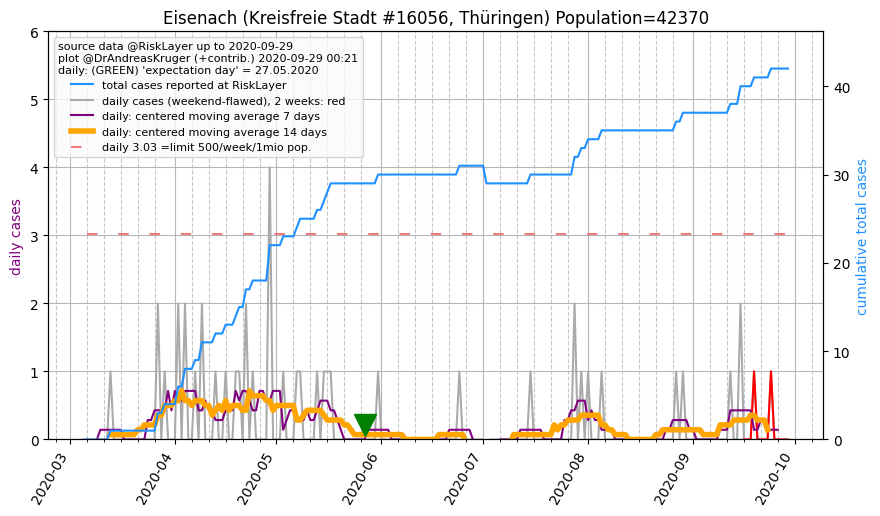 Eisenach (Kreisfreie Stadt #16056, Thüringen) Population=42370
source data @RiskLayer up to 2020-09-29
plot @DrAndreasKruger (+contrib.) 2020-09-29 00:21
daily: (GREEN) 'expectation day' = 27.05.2020
total cases reported at RiskLayer
daily cases (weekend-flawed), 2 weeks: red
daily: centered moving average 7 days
daily: centered moving average 14 days
daily 3.03 =limit 500/week/1mio pop.
daily cases
6
5
4
3
2
1
0
cumulative total cases
40
30
20
10
0
2020-03
2020-04
2020-05
2020-06
2020-07
2020-08
2020-09
2020-10